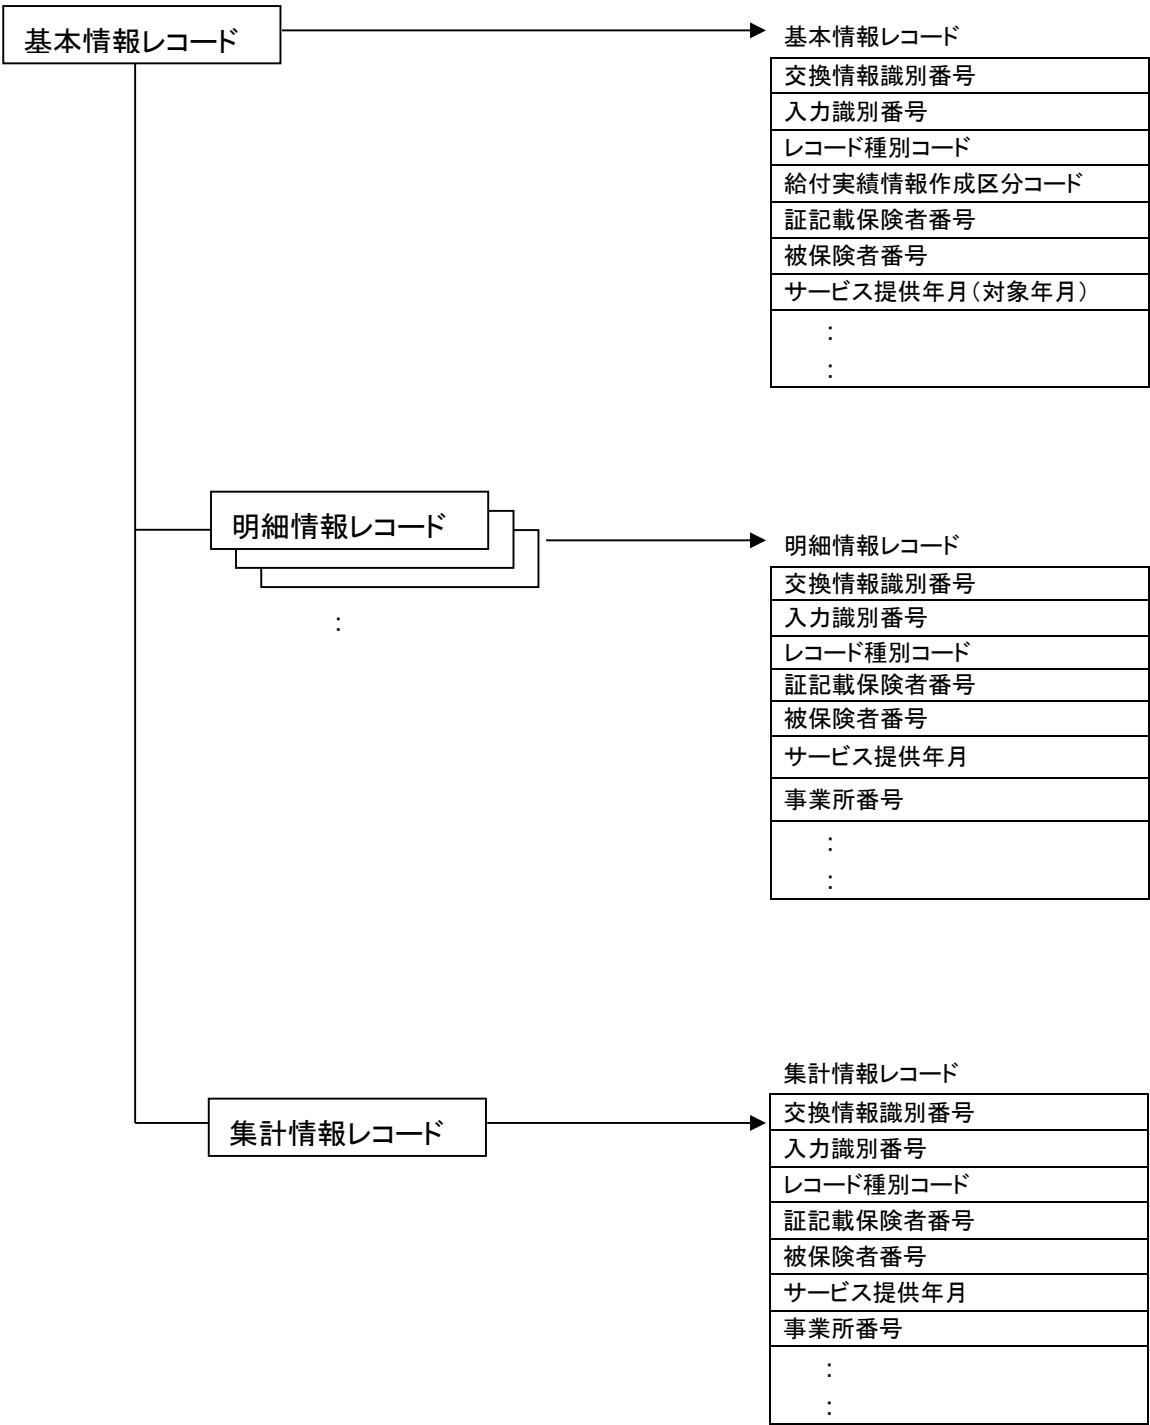 基本情報レコード
基本情報レコード
交換情報識別番号
入力識別番号
レコード種別コード
給付実績情報作成区分コード
証記載保険者番号
被保険者番号
サービス提供年月（対象年月）
：
：
明細情報レコード
：
明細情報レコード
交換情報識別番号
入力識別番号
レコード種別コード
証記載保険者番号
被保険者番号
サービス提供年月
事業所番号
：
：
集計情報レコード
集計情報レコード
交換情報識別番号
入力識別番号
レコード種別コード
証記載保険者番号
被保険者番号
サービス提供年月
事業所番号
：
：